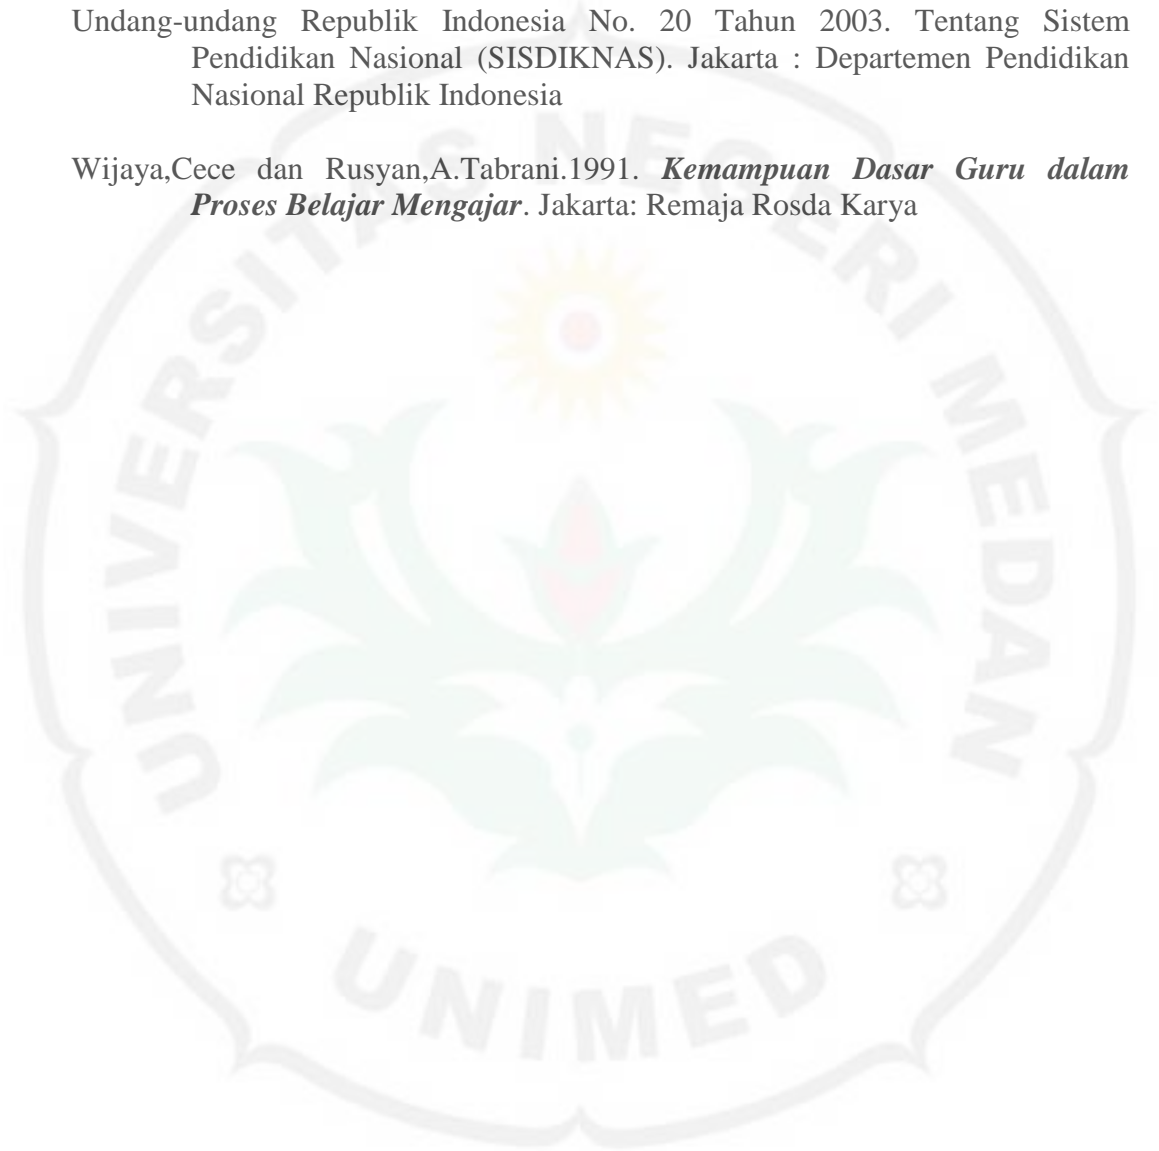 Undang-undang Republik Indonesia No. 20 Tahun 2003. Tentang Sistem
Pendidikan Nasional (SISDIKNAS). Jakarta : Departemen Pendidikan
Nasional Republik Indonesia
Wijaya,Cece dan Rusyan,A.Tabrani.1991. Kemampuan Dasar Guru dalam
Proses Belajar Mengajar. Jakarta: Remaja Rosda Karya
UNIVERSITAS NEGERI MEDAN
UNIMED